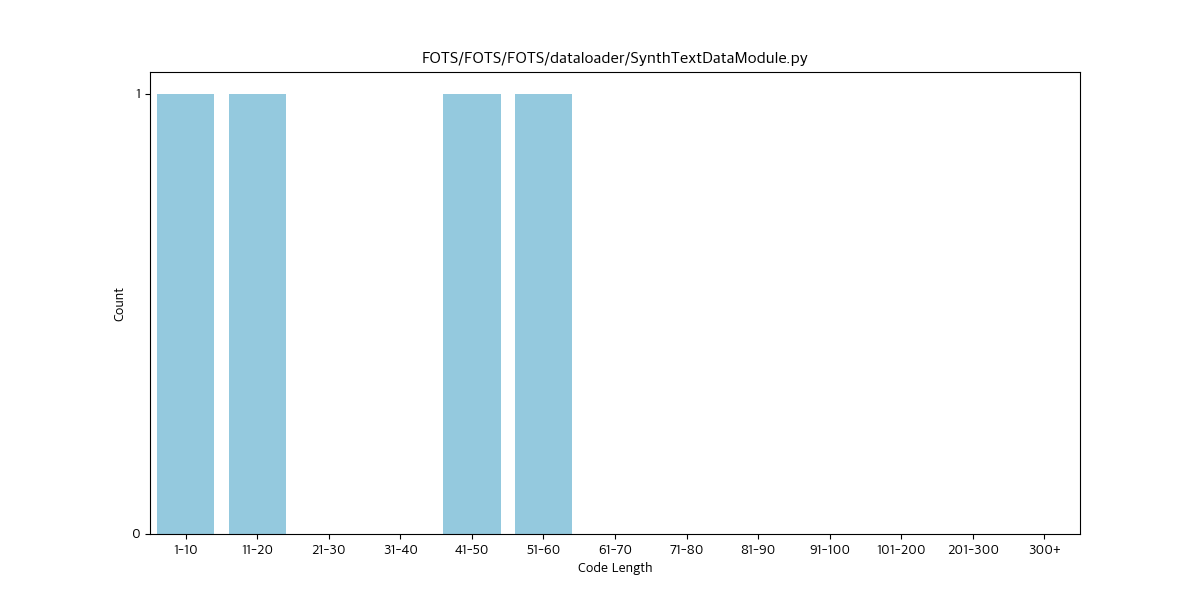 FOTS/FOTS/FOTS/dataloader/SynthTextDataModule.py
1
Count
0
1-10 11-20 21-30 31-40 41-50 51-60 61-70 71-80 81-90 91-100 101-200 201-300 300+
Code Length